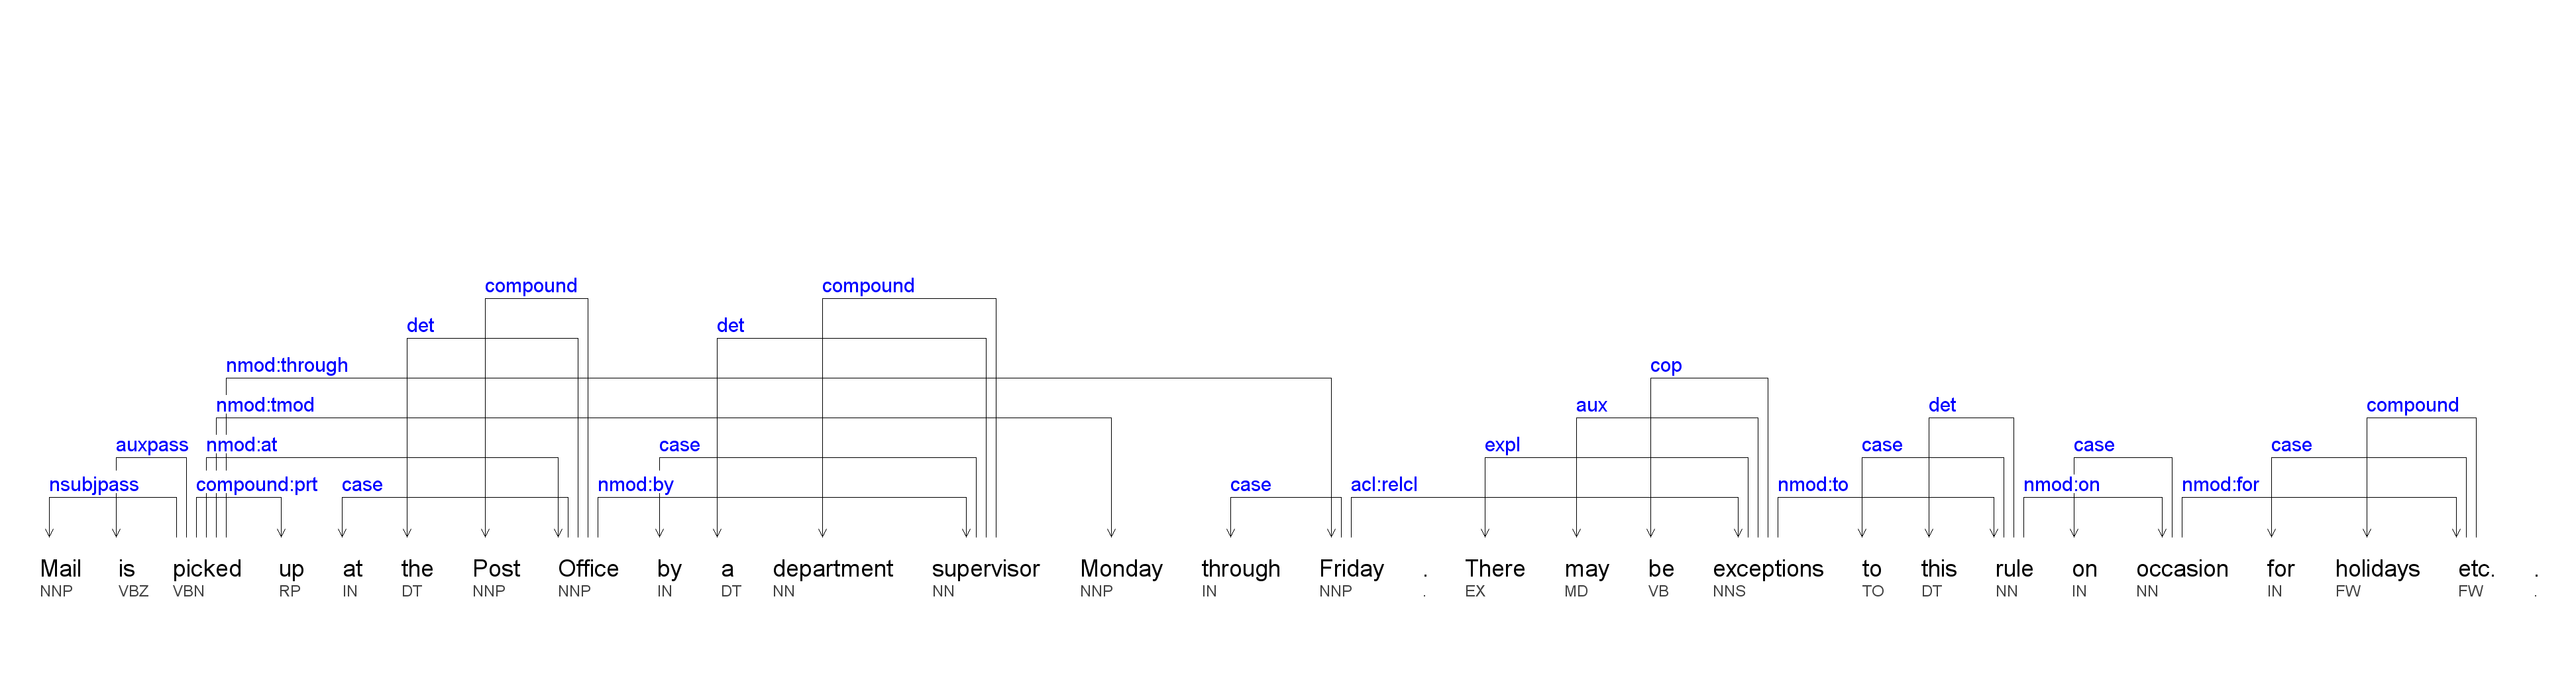 compound compound
det det
nmod:through cop
nmod:tmod aux det compound
auxpass nmod:at case expl case case case
nsubjpass compound:prt case nmod:by case acl:relcl nmod:to nmod:on nmod:for
Mail is picked up at the Post Office by a department supervisor Monday through Friday . There may be exceptions to this rule on occasion for holidays etc. .
NNP VBZ VBN RP IN DT NNP NNP IN DT NN NN NNP IN NNP . EX MD VB NNS TO DT NN IN NN IN FW FW .